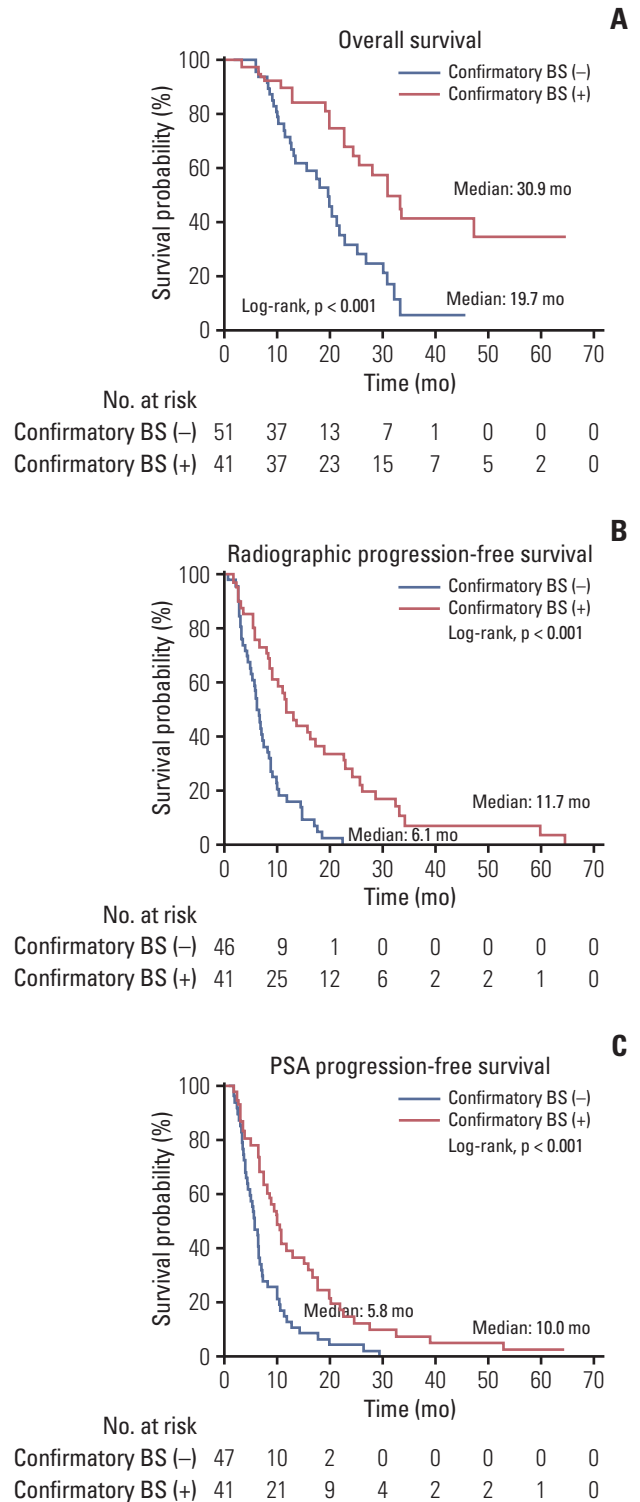 A
Overall survival
Confirmatory BS (–)
Confirmatory BS (+)
Survival probability (%)
100
80
60
40
20
0
Median: 30.9 mo
Median: 19.7 mo
Log-rank, p < 0.001
0 10 20 30 40 50 60 70
Time (mo)
No. at risk
Confirmatory BS (–) 51 37 13 7 1 0 0 0
Confirmatory BS (+) 41 37 23 15 7 5 2 0
B
Radiographic progression-free survival
Confirmatory BS (–)
Confirmatory BS (+)
Log-rank, p < 0.001
Survival probability (%)
100
80
60
40
20
0
Median: 11.7 mo
Median: 6.1 mo
0 10 20 30 40 50 60 70
Time (mo)
No. at risk
Confirmatory BS (–) 46 9 1 0 0 0 0 0
Confirmatory BS (+) 41 25 12 6 2 2 1 0
C
PSA progression-free survival
Confirmatory BS (–)
Confirmatory BS (+)
Log-rank, p < 0.001
Survival probability (%)
100
80
60
40
20
0
Median: 5.8 mo
Median: 10.0 mo
0 10 20 30 40 50 60 70
Time (mo)
No. at risk
Confirmatory BS (–) 47 10 2 0 0 0 0 0
Confirmatory BS (+) 41 21 9 4 2 2 1 0